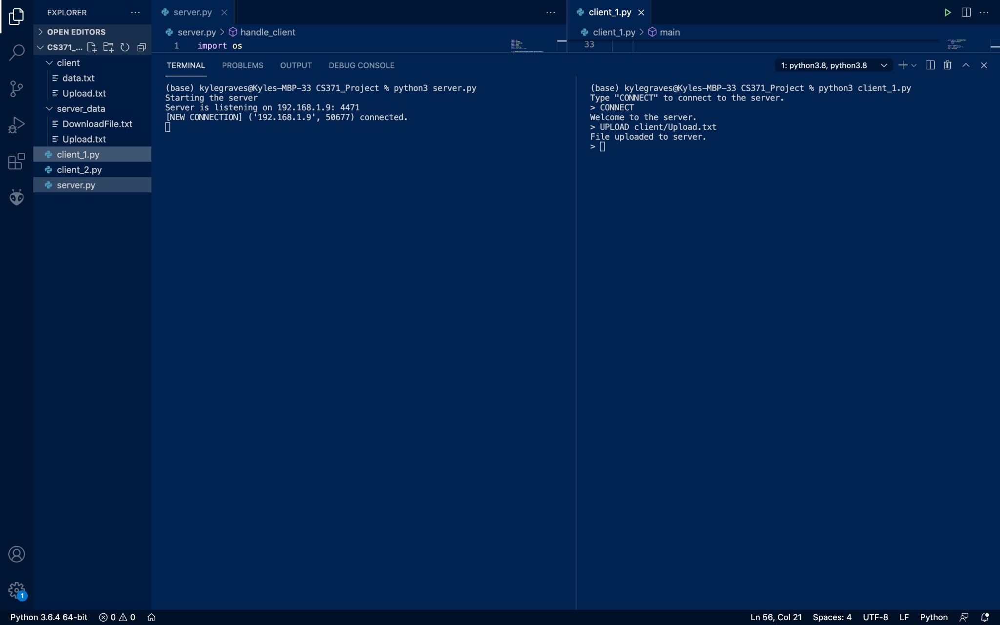 EXPLORER
OPEN EDITORS
CS371_...
client
data.txt
Upload.txt
server_data
DownloadFile.txt
Upload.txt
client_1.py
client_2.py
server.py
server.py
server.py > handle_client
1 import os
client_1.py
client_1.py > main
33
TERMINAL PROBLEMS OUTPUT DEBUG CONSOLE
1: python3.8, python3.8
(base) kylegraves@Kyles-MBP-33 CS371_Project % python3 server.py
Starting the server
Server is listening on 192.168.1.9: 4471
[NEW CONNECTION] ('192.168.1.9', 50677) connected.
(base) kylegraves@Kyles-MBP-33 CS371_Project % python3 client_1.py
Type "CONNECT" to connect to the server.
> CONNECT
Welcome to the server.
> UPLOAD client/Upload.txt
File uploaded to server.
>
1
Python 3.6.4 64-bit 0 0
Ln 56, Col 21 Spaces: 4 UTF-8 LF Python